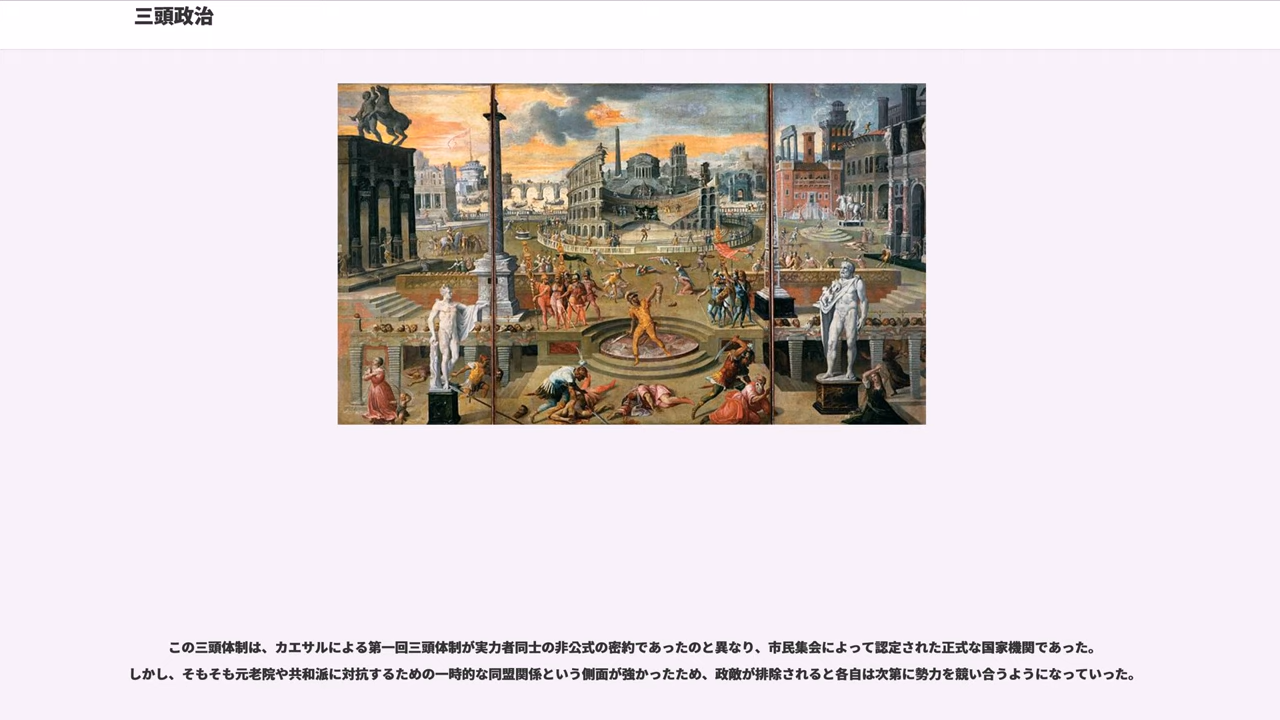 三頭政治
この三頭体制は、カエサルによる第一回三頭体制が実力者同士の非公式の密約であったのと異なり、市民集会によって認定された正式な国家機関であった。
しかし、そもそも元老院や共和派に対抗するための一時的な同盟関係という側面が強かったため、政敵が排除されると各自は次第に勢力を競い合うようになっていった。